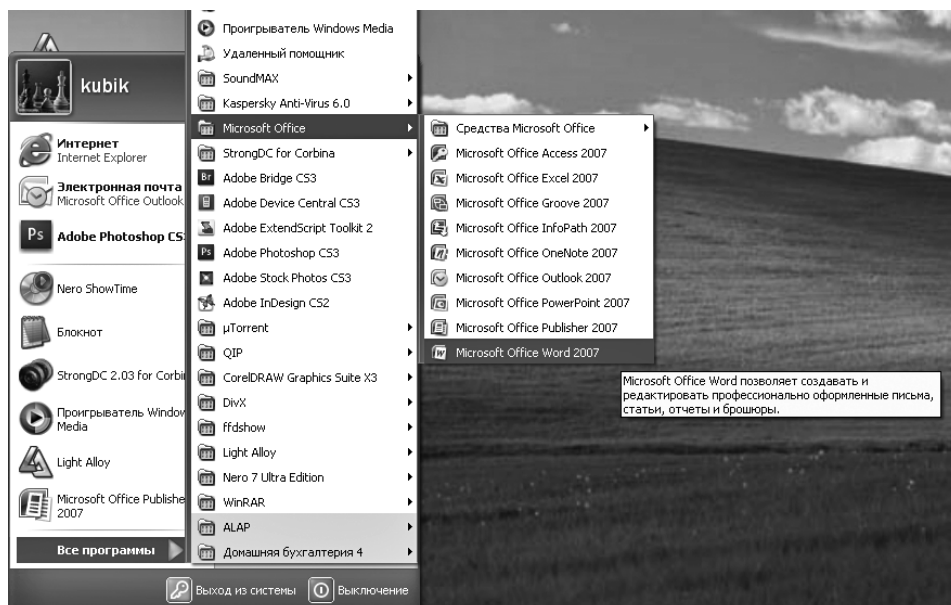 kubik
Интернет
Internet Explorer
Электронная почта
Microsoft Office Outlook
Ps
Adobe Photoshop CS
Nero ShowTime
Блокнот
StrongDC 2.03 for Corbi
Проигрыватель Window
Media
Light Alloy
Microsoft Office Publishe
2007
Все программы
Проигрыватель Windows Media
Удаленный помощник
SoundMAX
Kaspersky Anti-Virus 6.0
Microsoft Office
StrongDC for Corbina
Br Adobe Bridge CS3
Adobe Device Central CS3
Adobe ExtendScript Toolkit 2
Ps Adobe Photoshop CS3
Adobe Stock Photos CS3
Adobe InDesign CS2
µTorrent
QIP
CorelDRAW Graphics Suite X3
DivX
ffdshow
Light Alloy
Nero 7 Ultra Edition
WinRAR
ALAP
Домашняя бухгалтерия 4
Средства Microsoft Office
Microsoft Office Access 2007
Microsoft Office Excel 2007
Microsoft Office Groove 2007
Microsoft Office InfoPath 2007
Microsoft Office OneNote 2007
Microsoft Office Outlook 2007
Microsoft Office PowerPoint 2007
Microsoft Office Publisher 2007
Microsoft Office Word 2007
Microsoft Office Word позволяет создавать и
редактировать профессионально оформленные письма,
статьи, отчеты и брошюры.
Выход из системы
Выключение